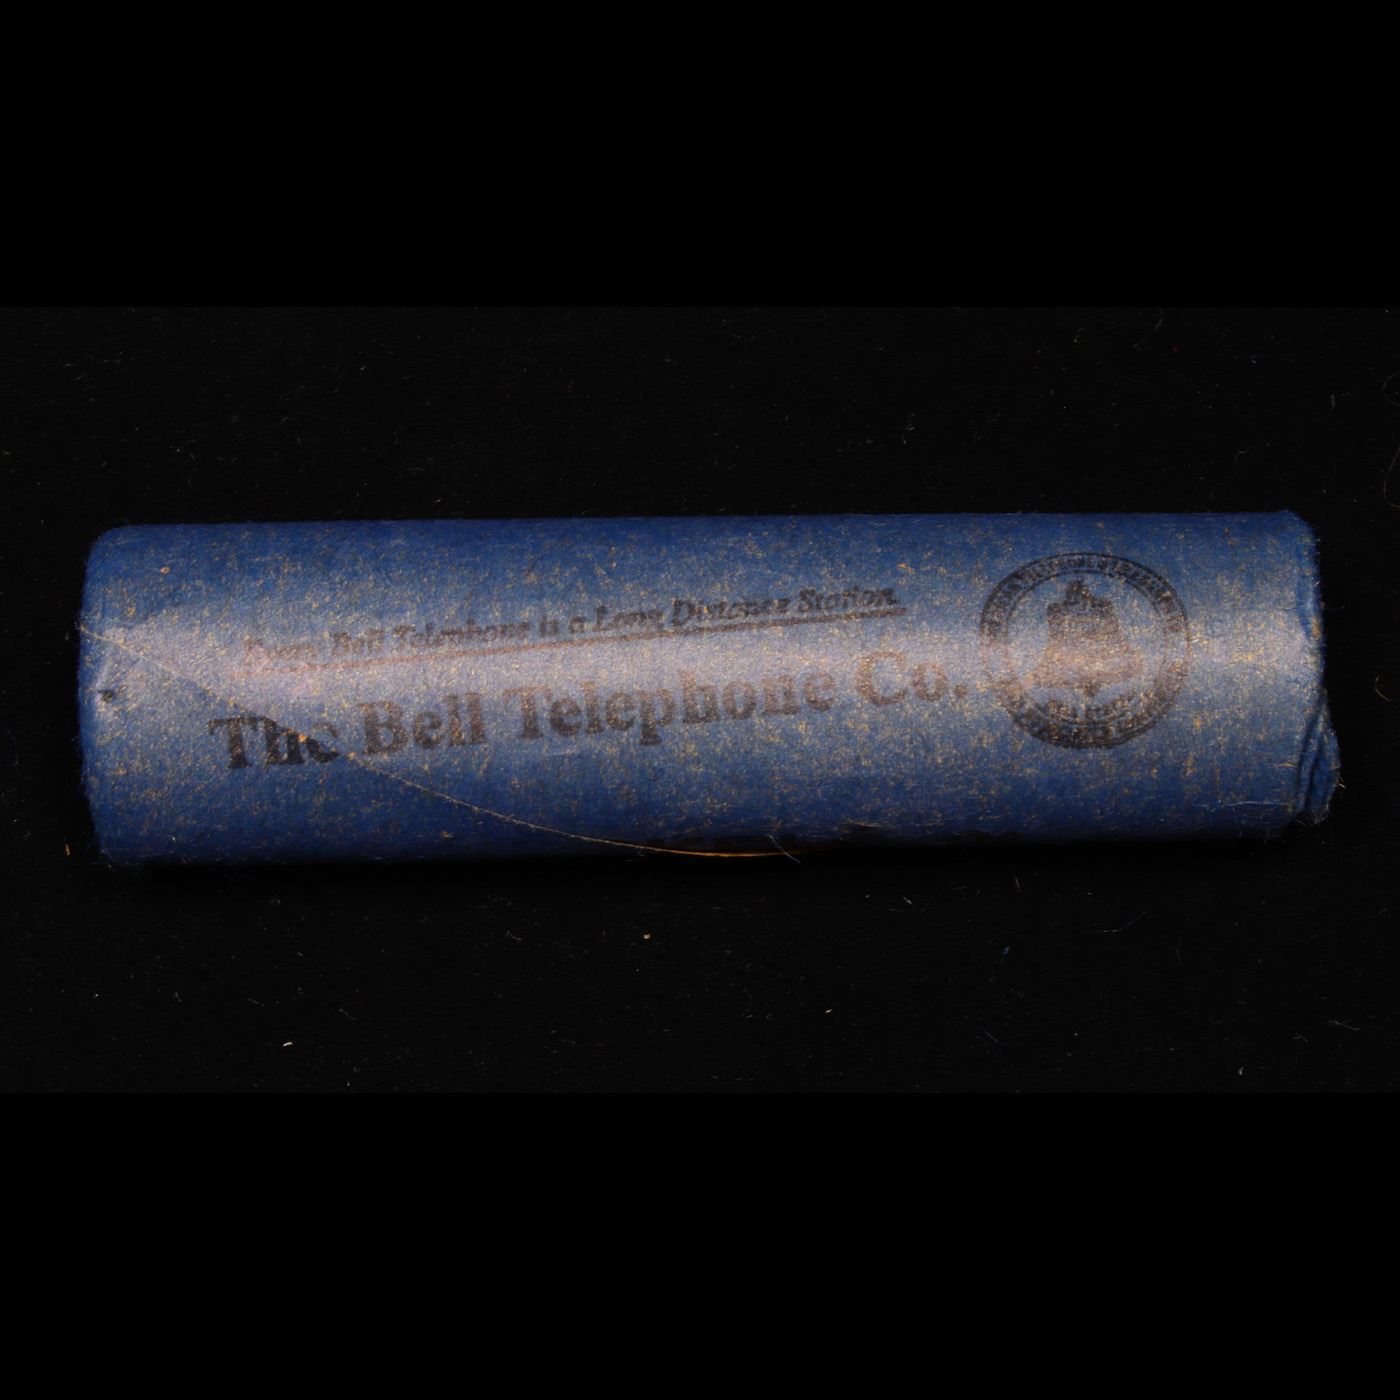 Every Bell Telephone is a Long Distance Station.
The Bell Telephone Co.